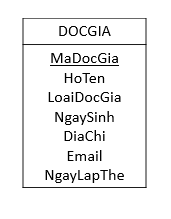 DOCGIA
MaDocGia
HoTen
LoaiDocGia
NgaySinh
DiaChi
Email
NgayLapThe